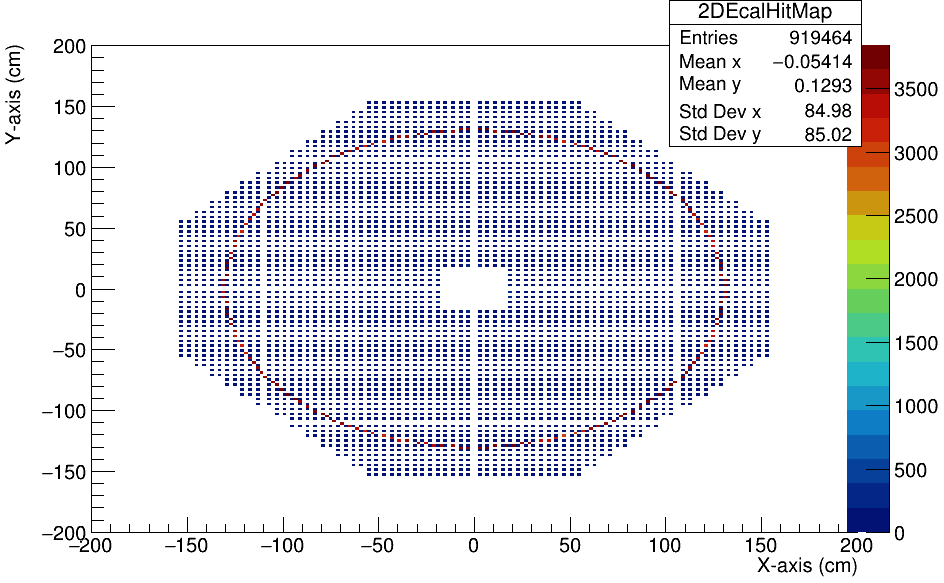 2DEcalHitMap
Entries 919464
Mean x −0.05414
Mean y 0.1293
Std Dev x 84.98
Std Dev y 85.02
Y-axis (cm)
200
150
100
50
0
−50
−100
−150
−200
−200 −150 −100 −50 0 50 100 150 200
X-axis (cm)
3500
3000
2500
2000
1500
1000
500
0